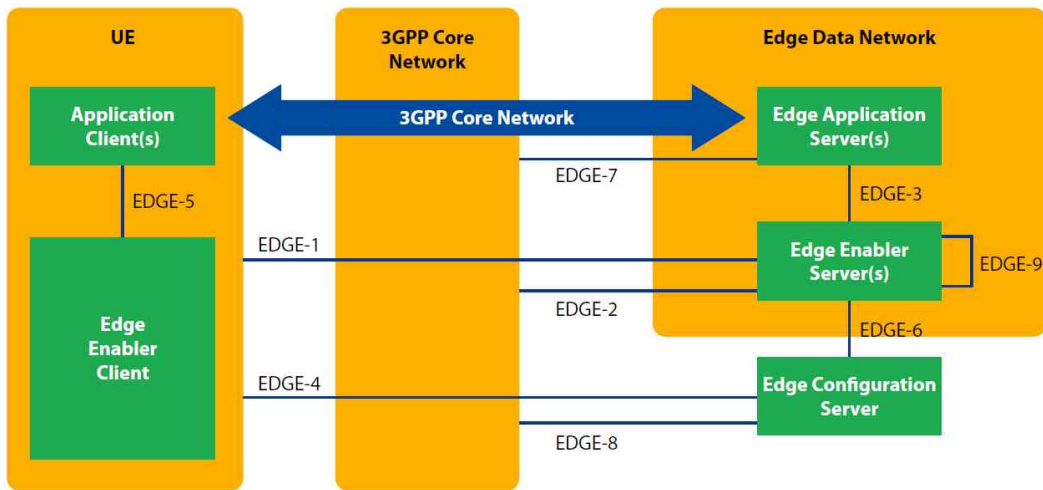 UE
3GPP Core
Network
Edge Data Network
Application
Client(s)
3GPP Core Network
Edge Application
Server(s)
EDGE-7
EDGE-5
EDGE-3
EDGE-1
Edge Enabler
Server(s)
EDGE-9
EDGE-2
Edge
Enabler
Client
EDGE-6
EDGE-4
Edge Configuration
Server
EDGE-8